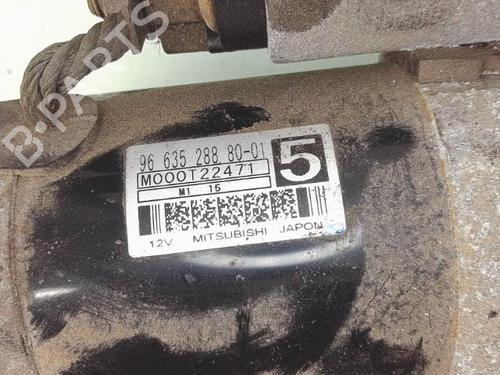 B-PARTS
96 635 288 80-01
5
M000T22471
M1 15
12V MITSUBISHI JAPON